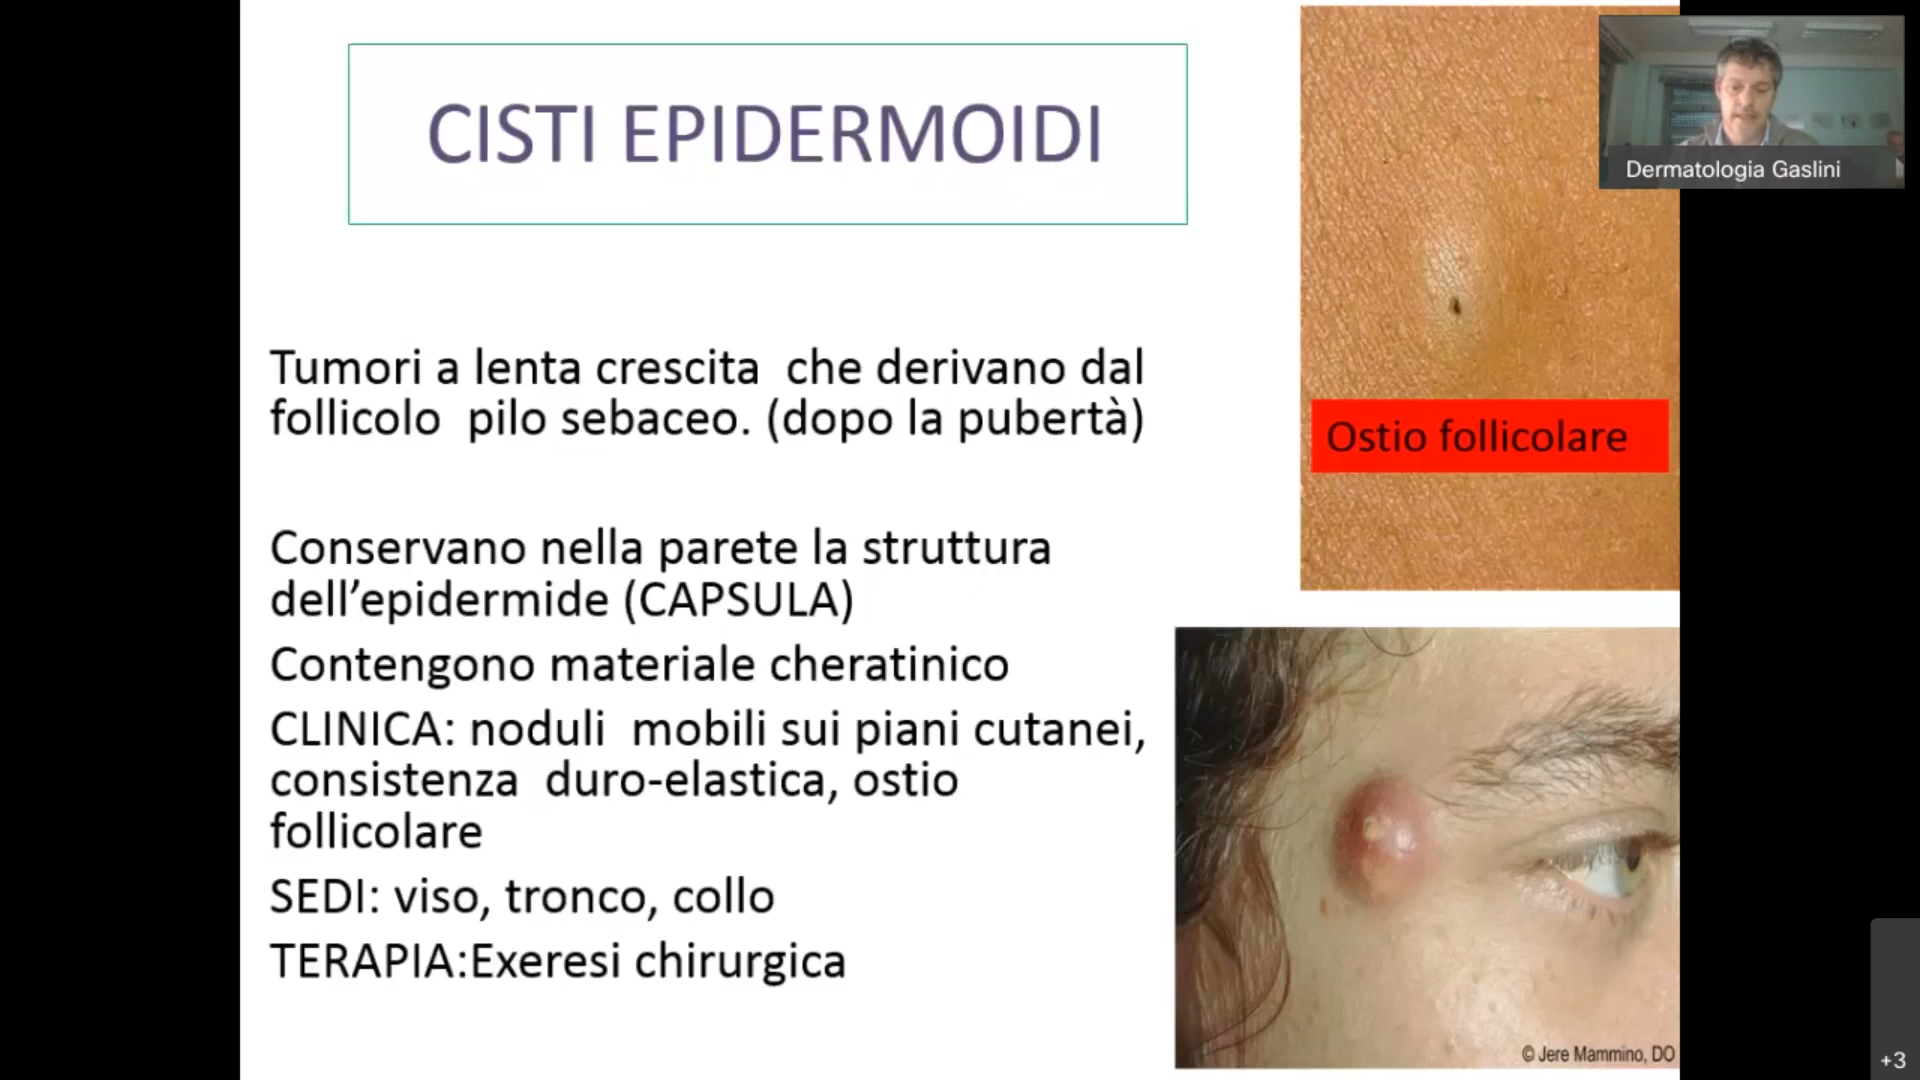 CISTI EPIDERMOIDI
Dermatologia Gaslini
Tumori a lenta crescita che derivano dal
follicolo pilo sebaceo. (dopo la pubertà)
Ostio follicolare
Conservano nella parete la struttura
dell’epidermide (CAPSULA)
Contengono materiale cheratinico
CLINICA: noduli mobili sui piani cutanei,
consistenza duro-elastica, ostio
follicolare
SEDI: viso, tronco, collo
TERAPIA:Exeresi chirurgica
© Jere Mammino, DO
+3